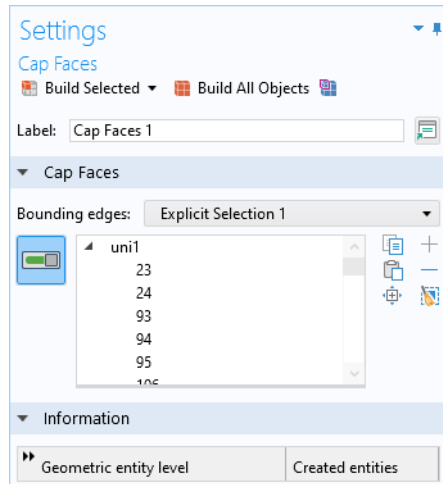 Settings
Cap Faces
Build Selected Build All Objects
Label: Cap Faces 1
Cap Faces
Bounding edges: Explicit Selection 1
uni1
23
24
93
94
95
106
Information
Geometric entity level Created entities